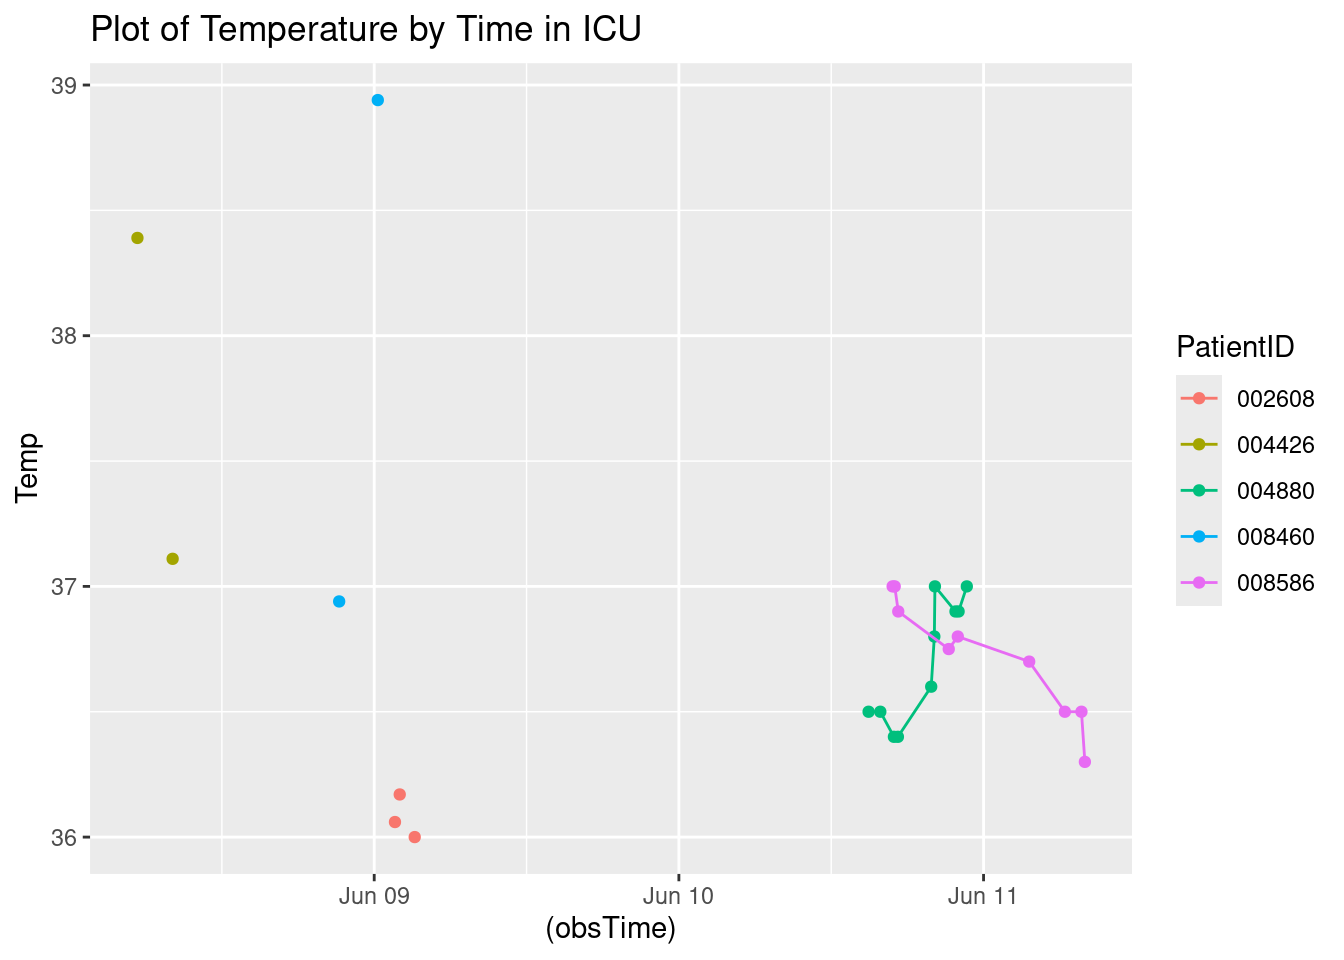 Plot of Temperature by Time in ICU
39
38
37
36
Temp
Jun 09
Jun 10
Jun 11
(obsTime)
PatientID
002608
004426
004880
008460
008586